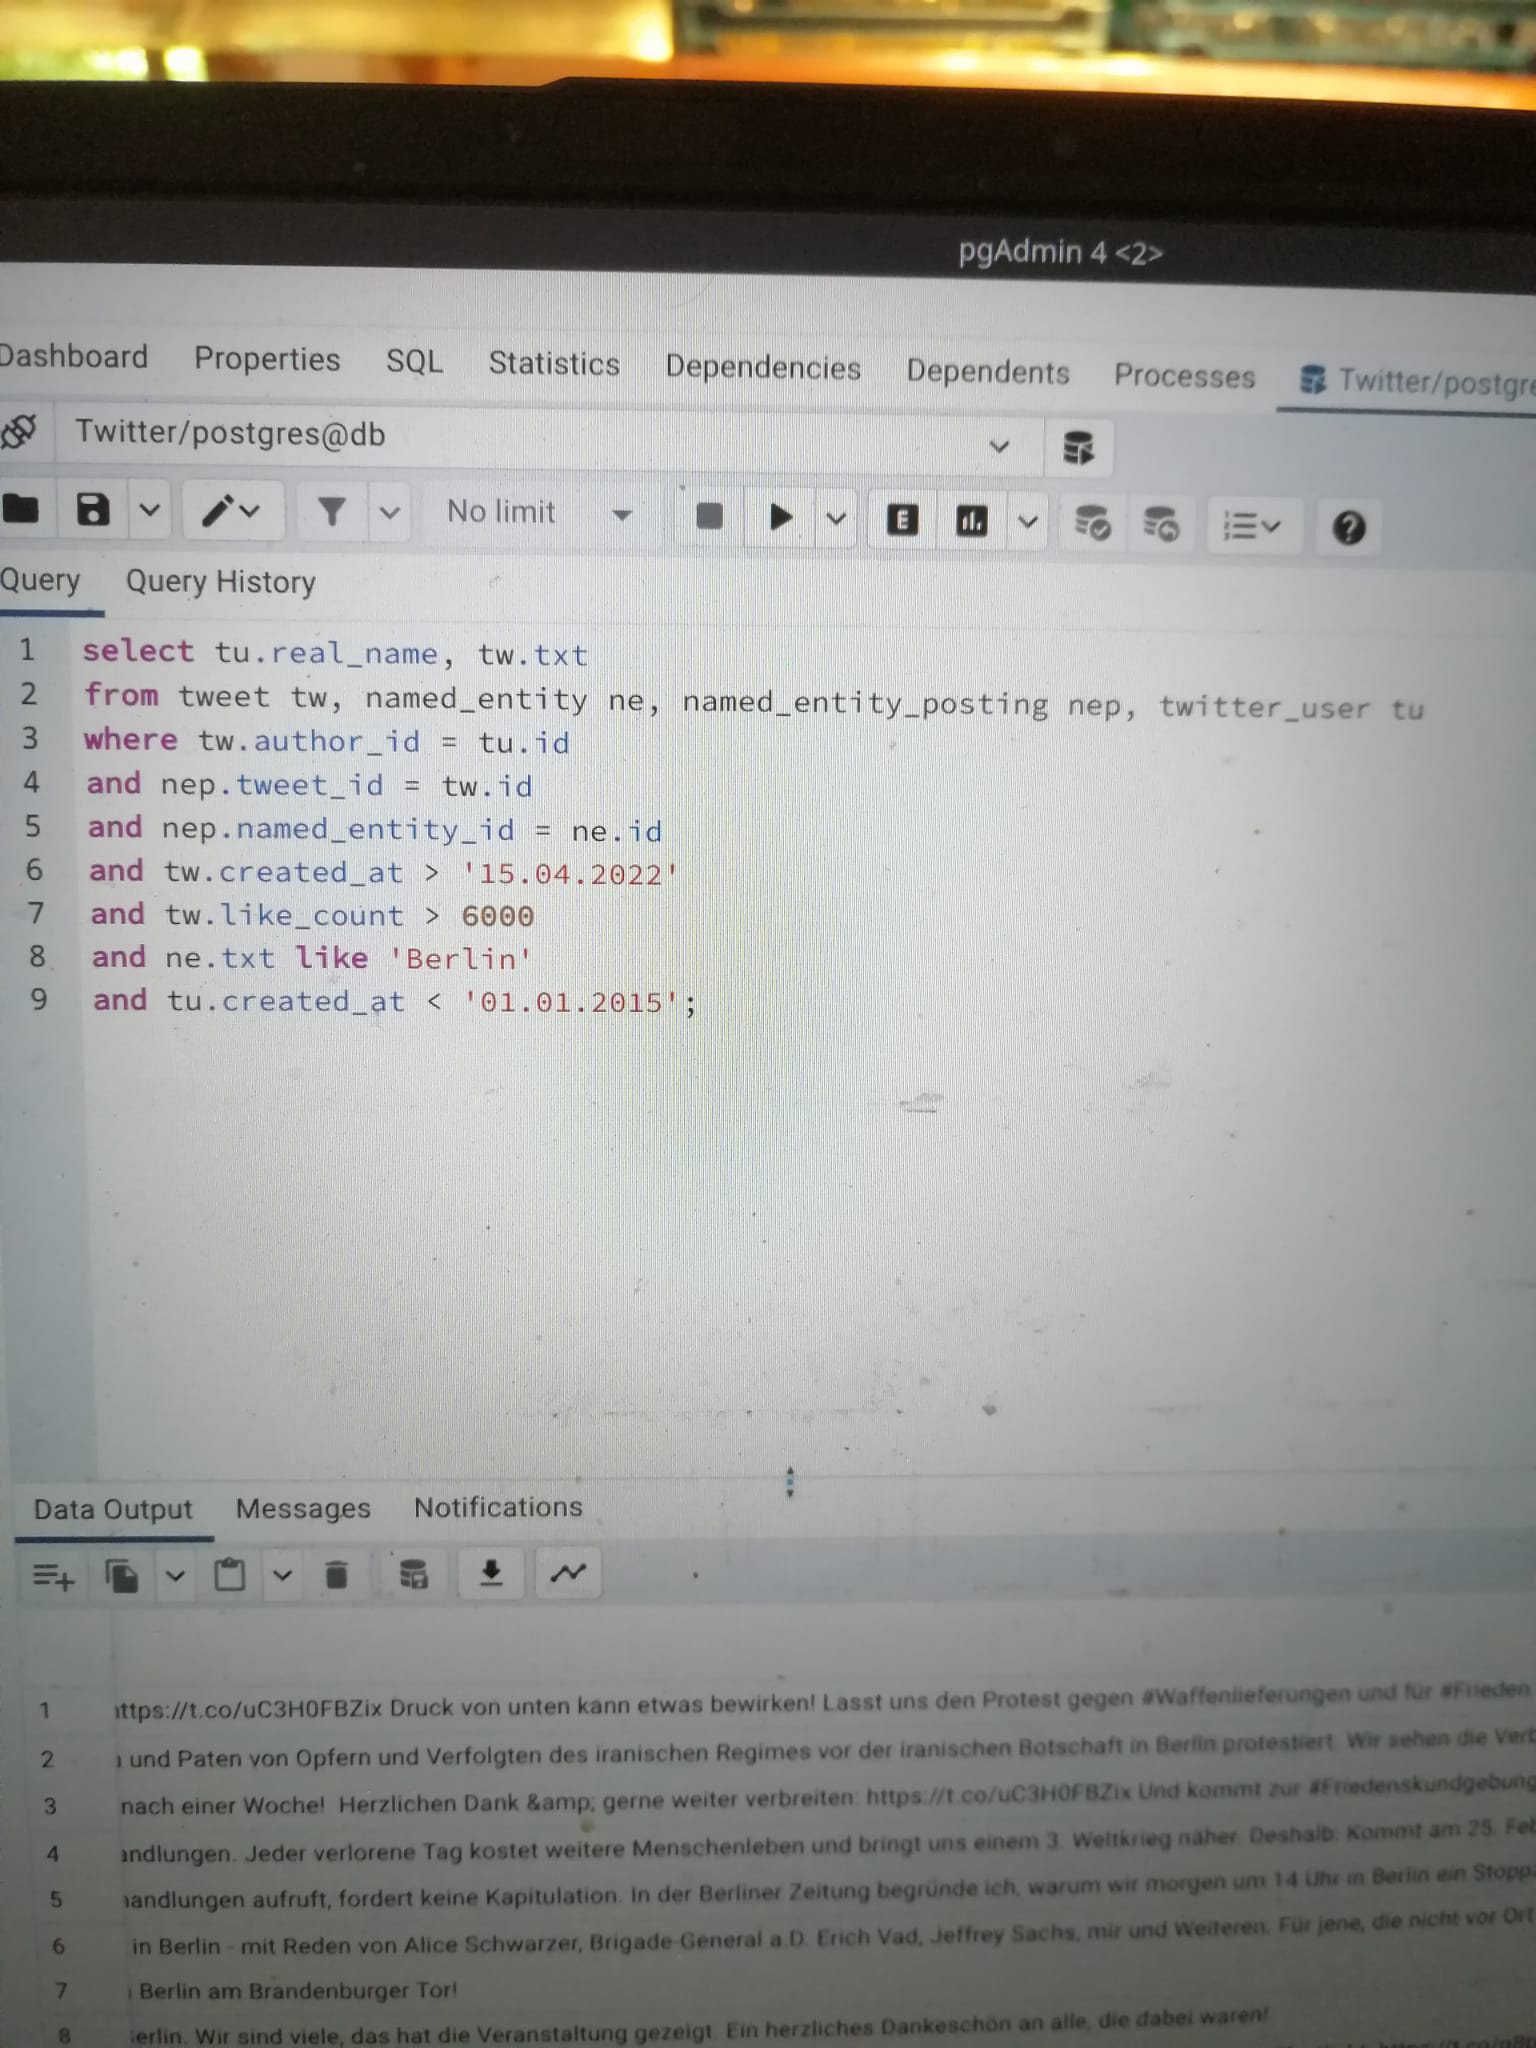 pgAdmin 4 <2>
Dashboard Properties SQL Statistics Dependencies Dependents Processes Twitter/postgre
Twitter/postgres@db
No limit
Query Query History
1 select tu.real_name, tw.txt
2 from tweet tw, named_entity ne, named_entity_posting nep, twitter_user tu
3 where tw.author_id = tu.id
4 and nep.tweet_id = tw.id
5 and nep.named_entity_id = ne.id
6 and tw.created_at > '15.04.2022'
7 and tw.like_count > 6000
8 and ne.txt like 'Berlin'
9 and tu.created_at < '01.01.2015';
Data Output Messages Notifications
1 ttps://t.co/uC3H0FBZix Druck von unten kann etwas bewirken! Lasst uns den Protest gegen #Waffenlieferungen und für #Frieden
2 und Paten von Opfern und Verfolgten des iranischen Regimes vor der iranischen Botschaft in Berlin protestiert. Wir sehen die Verb
3 nach einer Woche! Herzlichen Dank &amp; gerne weiter verbreiten: https://t.co/uC3H0FBZix Und kommt zur #Friedenskundgebung
4 andlungen. Jeder verlorene Tag kostet weitere Menschenleben und bringt uns einem 3. Weltkrieg näher. Deshalb: Kommt am 25. Feb
5 handlungen aufruft, fordert keine Kapitulation. In der Berliner Zeitung begründe ich, warum wir morgen um 14 Uhr in Berlin ein Stopp
6 in Berlin - mit Reden von Alice Schwarzer, Brigade-General a.D. Erich Vad, Jeffrey Sachs, mir und Weiteren. Für jene, die nicht vor Ort
7 Berlin am Brandenburger Tor!
8 erlin. Wir sind viele, das hat die Veranstaltung gezeigt. Ein herzliches Dankeschön an alle, die dabei waren!